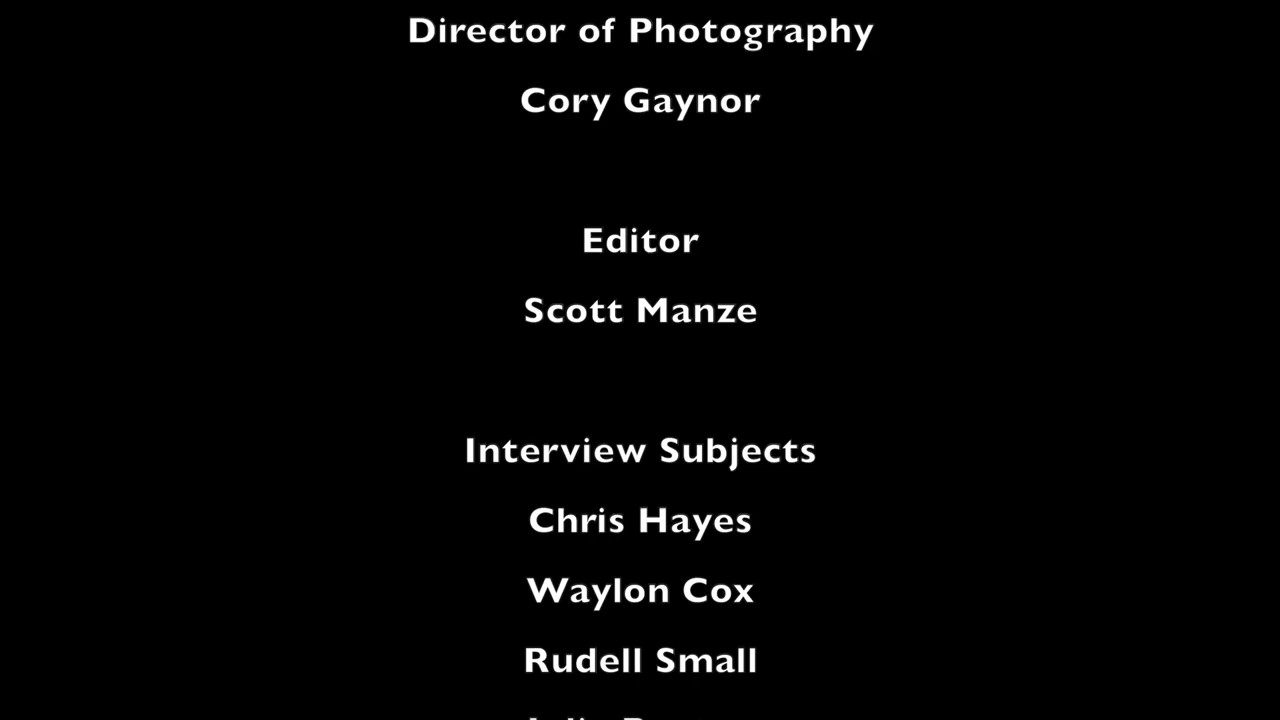 Director of Photography
Cory Gaynor
Editor
Scott Manze
Interview Subjects
Chris Hayes
Waylon Cox
Rudell Small